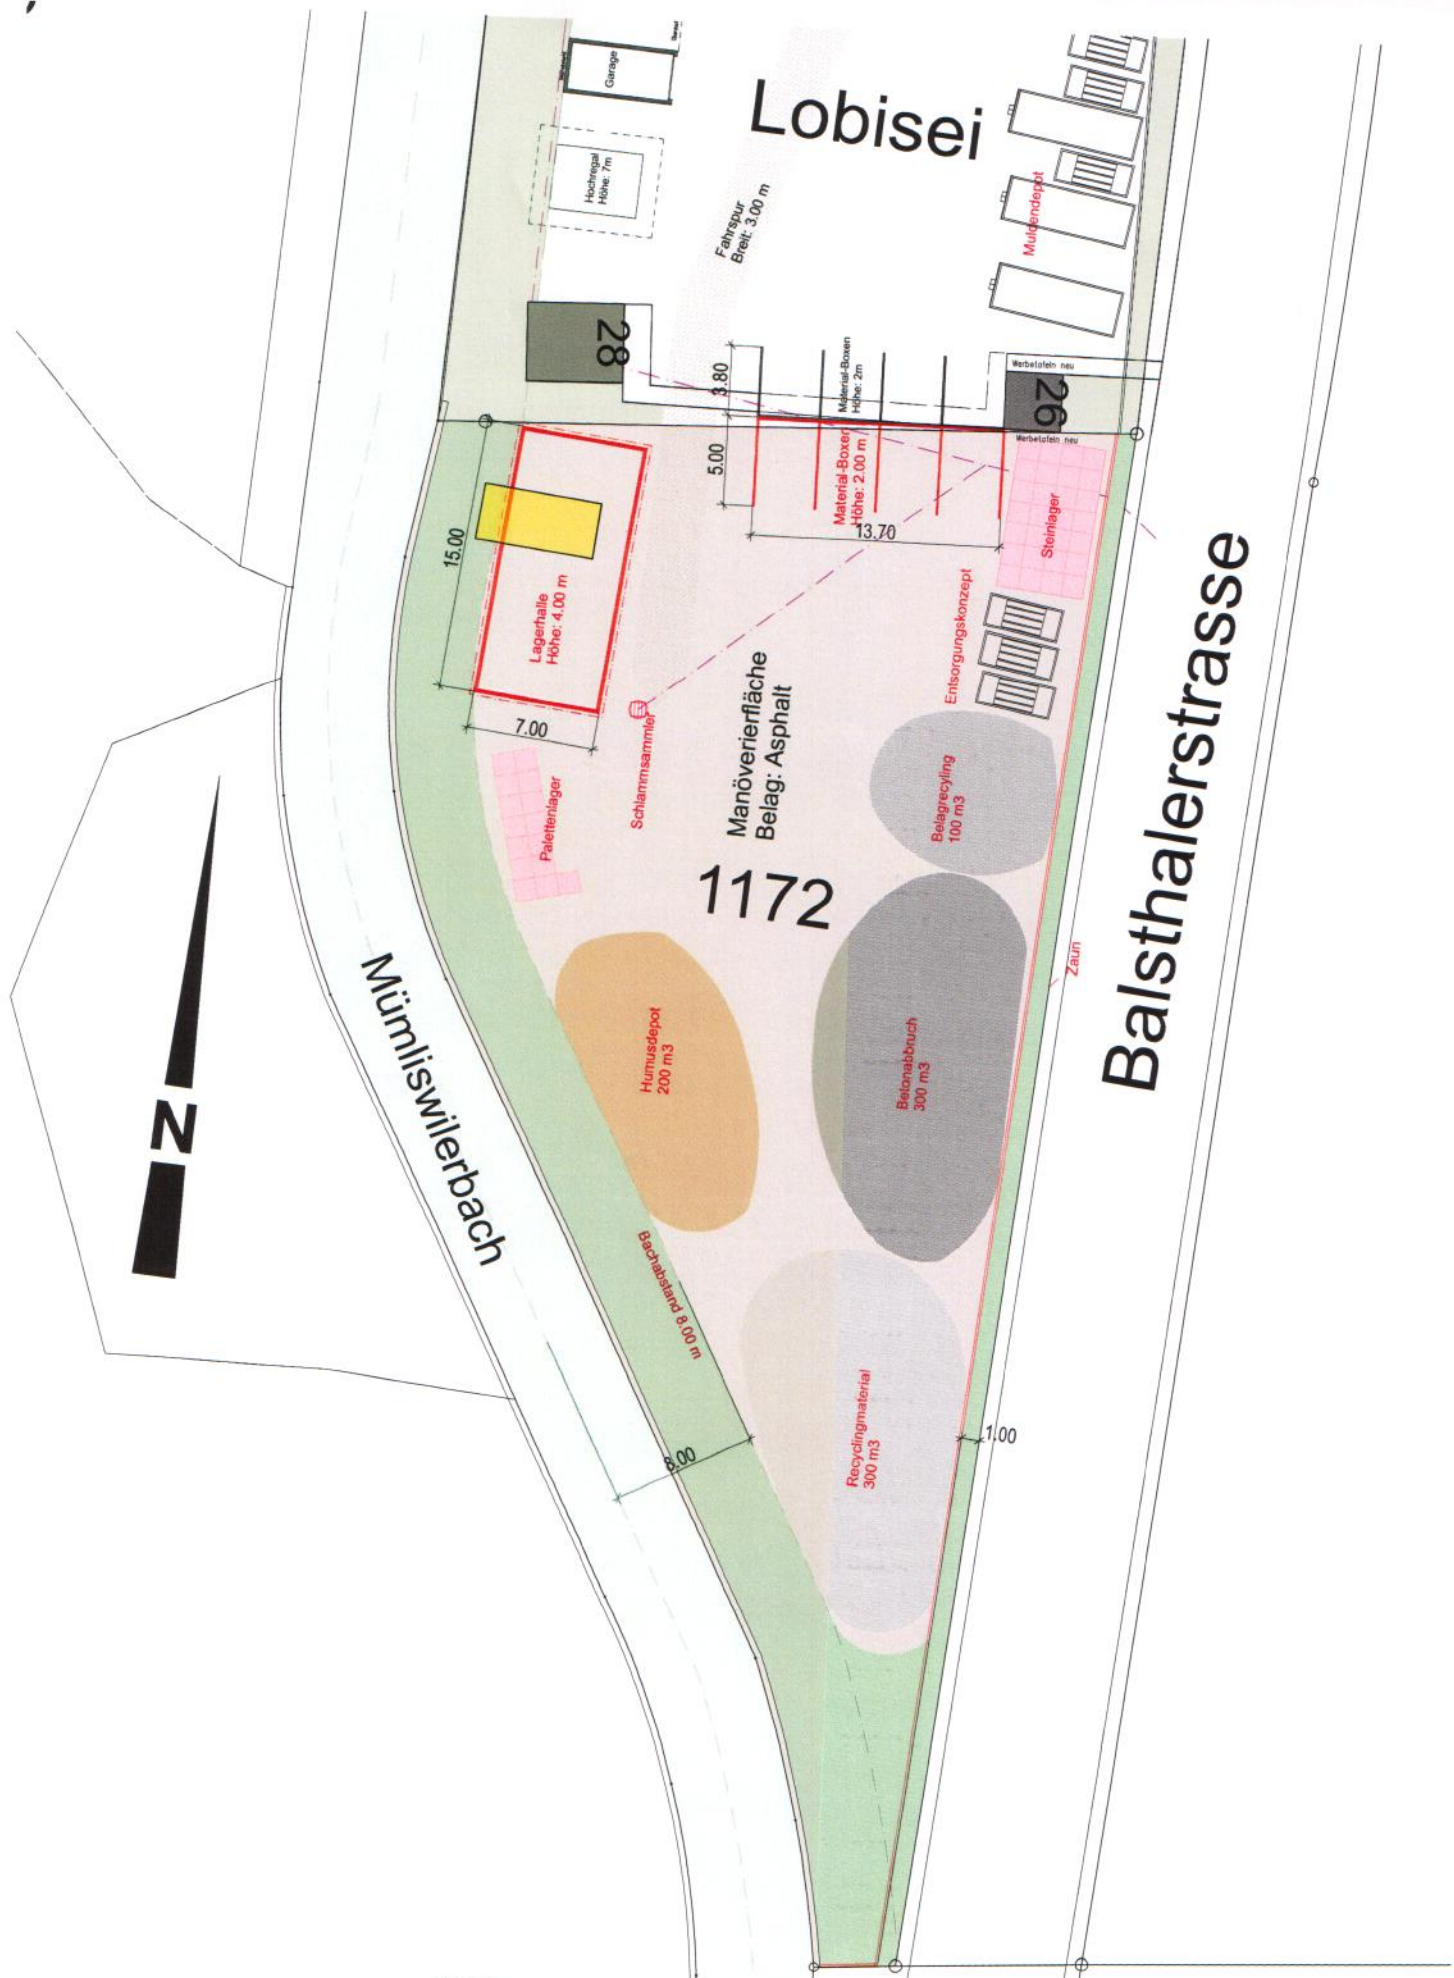 Garage
Lobisei
Hochregal
Höhe: 7m
Fahrspur
Breit: 3.00 m
Muldendepot
28
3.80
Material-Boxen
Höhe: 2m
Werbetafeln neu
26
Werbetafeln neu
5.00
Material-Boxen
Höhe: 2.00 m
13.70
Steinlager
15.00
Lagerhalle
Höhe: 4.00 m
7.00
Entsorgungskonzept
Schlammsammler
Manöverierfläche
Belag: Asphalt
Palettenlager
Belagrecyling
100 m3
1172
Balsthalerstrasse
Zaun
Mümliswilerbach
Humusdepot
200 m3
Betonabbruch
300 m3
N
Bachabstand 8.00 m
8.00
Recyclingmaterial
300 m3
1.00